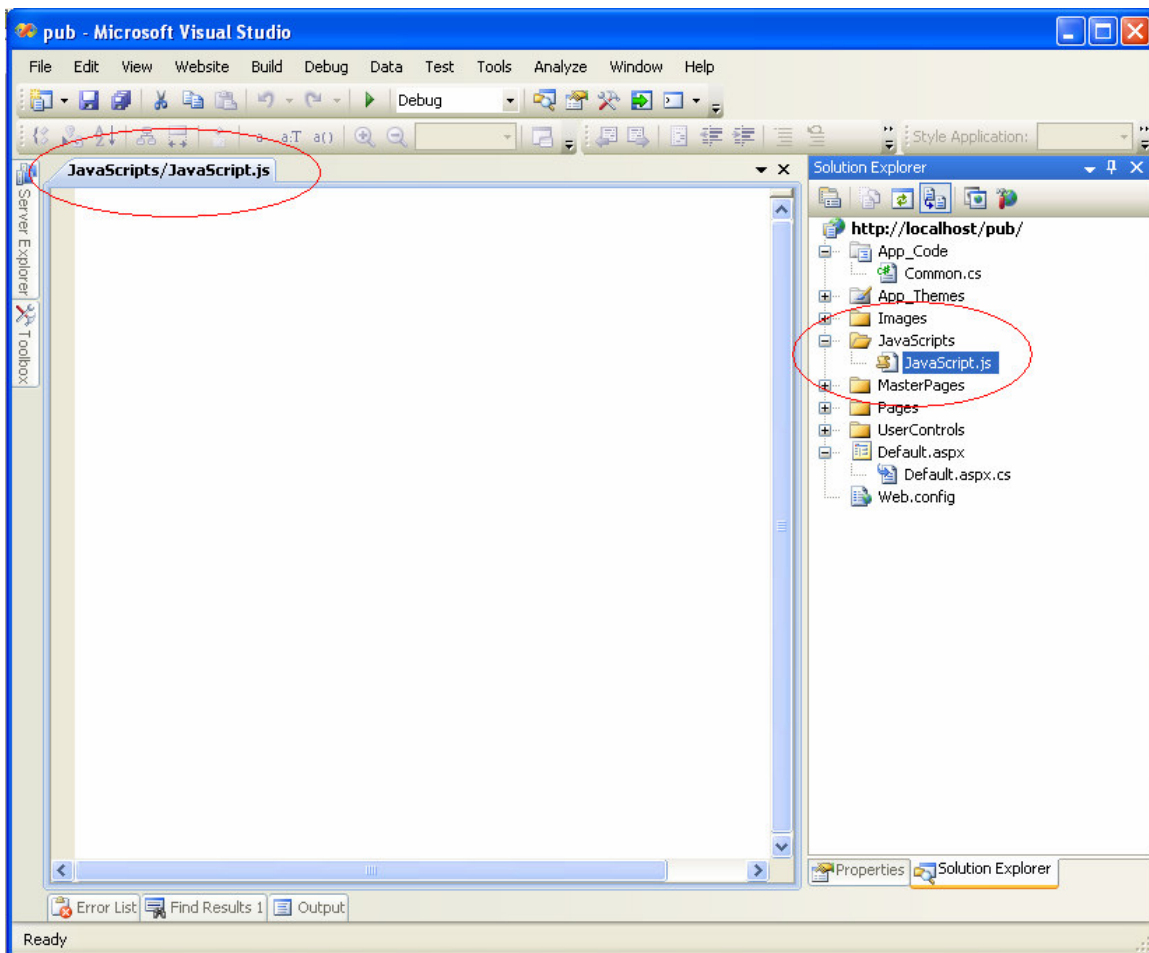 pub - Microsoft Visual Studio
File Edit View Website Build Debug Data Test Tools Analyze Window Help
Debug
a.T a()
Style Application:
JavaScripts/JavaScript.js
Server Explorer
Toolbox
Solution Explorer
http://localhost/pub/
App_Code
Common.cs
App_Themes
Images
JavaScripts
JavaScript.js
MasterPages
Pages
UserControls
Default.aspx
Default.aspx.cs
Web.config
Properties Solution Explorer
Error List Find Results 1 Output
Ready